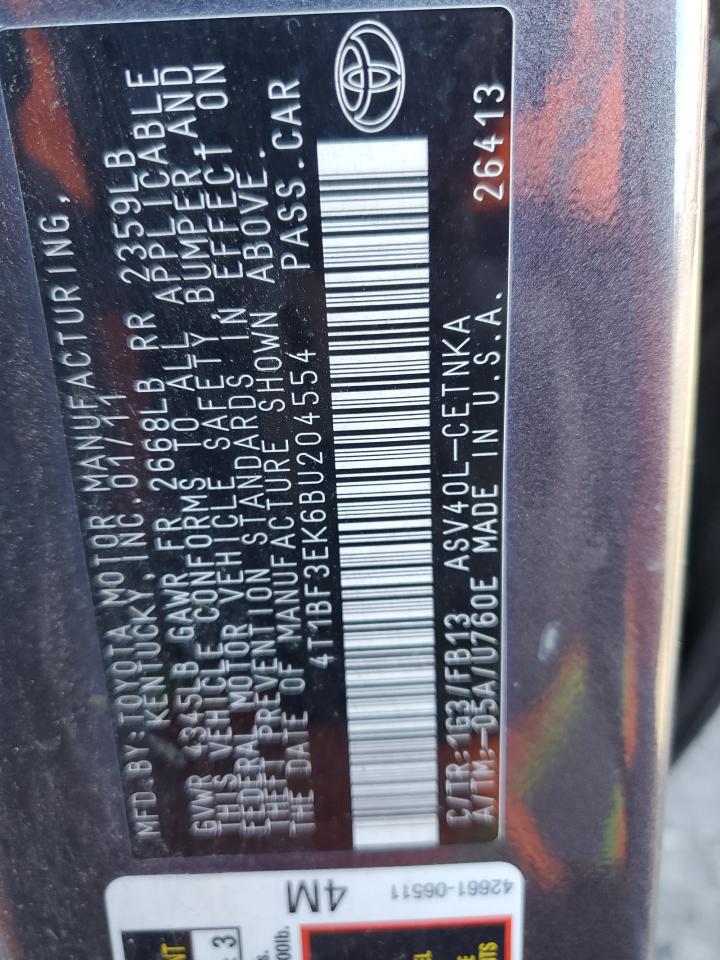 MFD.BY:TOYOTA MOTOR MANUFACTURING,
KENTUCKY,INC.01/11
GVWR 4345LB GAWR FR 2668LB RR 2359LB
THIS VEHICLE CONFORMS TO ALL APPLICABLE
FEDERAL MOTOR VEHICLE SAFETY,BUMPER,AND
THEFT PREVENTION STANDARDS IN EFFECT ON
THE DATE OF MANUFACTURE SHOWN ABOVE.
4T1BF3EK6BU204554 PASS.CAR
C/TR:1G3/FB13 ASV40L-CETNKA
A/TM:-05A/U760E MADE IN U.S.A. 26413
4M
42661-06511
3